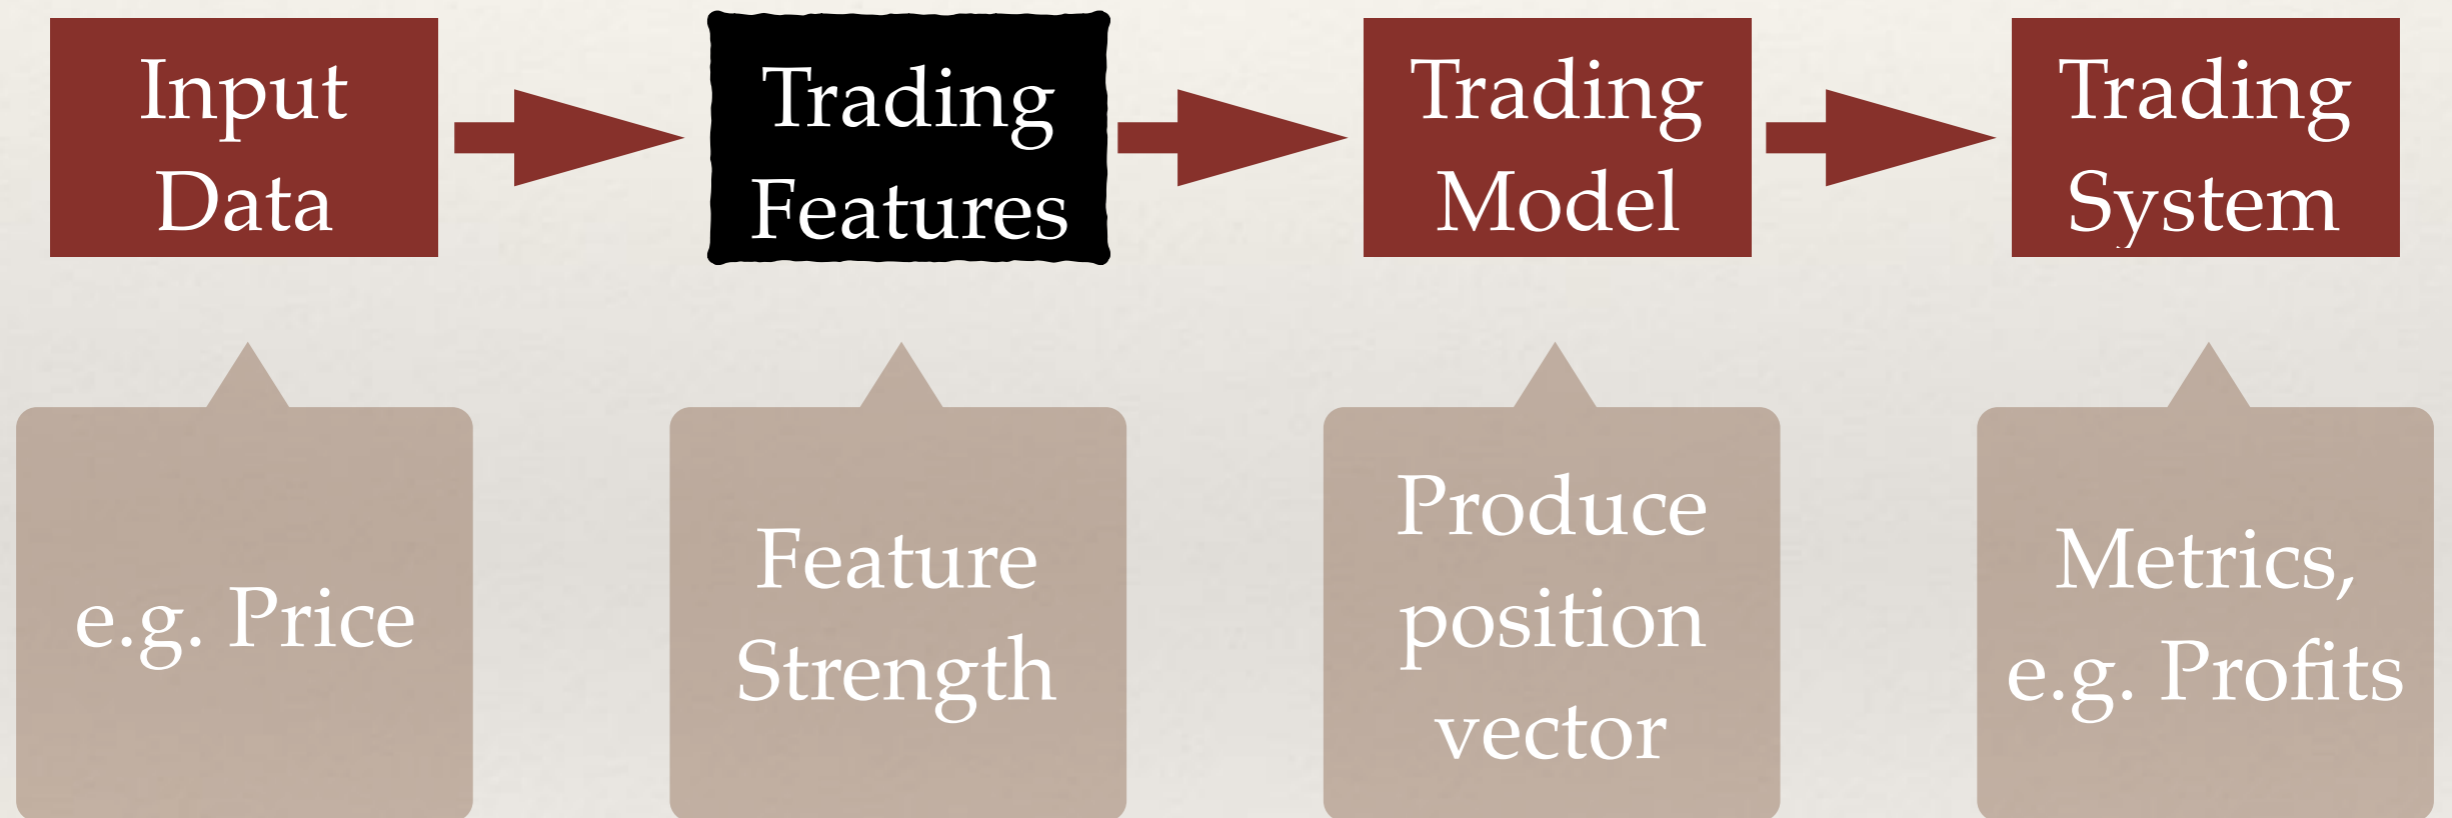 Input
Data
Trading
Features
Trading
Model
Trading
System
e.g. Price
Feature
Strength
Produce
position
vector
Metrics,
e.g. Profits